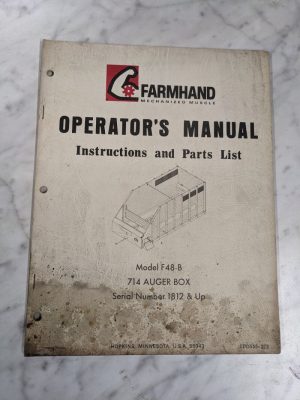 FARMHAND
MECHANIZED MUSCLE
OPERATOR'S MANUAL
Instructions and Parts List
Model F48-B
714 AUGER BOX
Serial Number 1812 & Up
HOPKINS, MINNESOTA, U.S.A. 55343